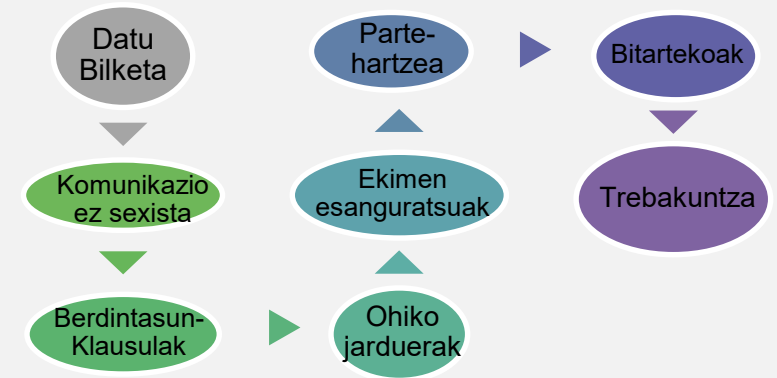 Datu
Bilketa
Komunikazio
ez sexista
Berdintasun-
Klausulak
Ohiko
jarduerak
Ekimen
esanguratsuak
Parte-
hartzea
Bitartekoak
Trebakuntza